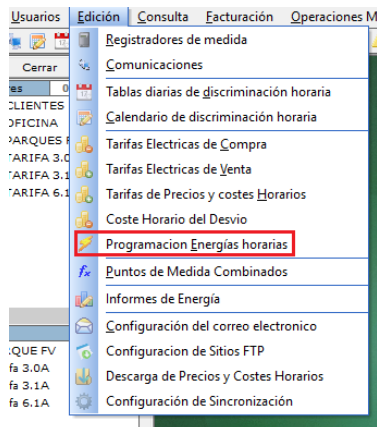 Usuarios Edición Consulta Facturación Operaciones M
Registradores de medida
Cerrar Comunicaciones
Tablas diarias de discriminación horaria
CLIENTES
OFICINA Calendario de discriminación horaria
PARQUES
TARIFA 3.0 Tarifas Electricas de Compra
TARIFA 3.1 Tarifas Electricas de Venta
TARIFA 6.1 Tarifas de Precios y costes Horarios
Coste Horario del Desvio
Programacion Energías horarias
Puntos de Medida Combinados
Informes de Energía
Configuración del correo electronico
QUE FV Configuracion de Sitios FTP
fa 3.0A
fa 3.1A Descarga de Precios y Costes Horarios
fa 6.1A Configuración de Sincronización